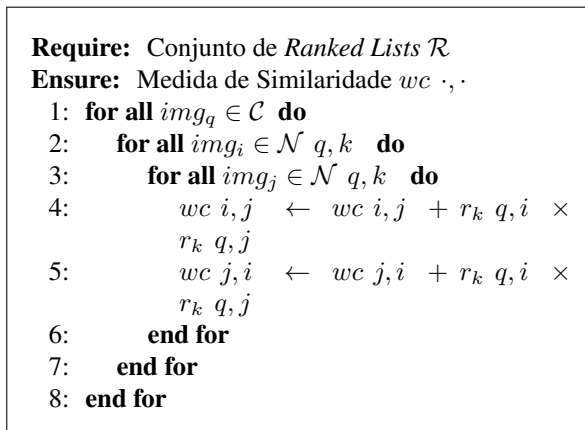 Require: Conjunto de Ranked Lists ℛ
Ensure: Medida de Similaridade wc ·, ·
1: for all img_q ∈ 𝒞 do
2: for all img_i ∈ 𝒩 q, k do
3: for all img_j ∈ 𝒩 q, k do
4: wc i, j ← wc i, j + r_k q, i ×
r_k q, j
5: wc j, i ← wc j, i + r_k q, i ×
r_k q, j
6: end for
7: end for
8: end for